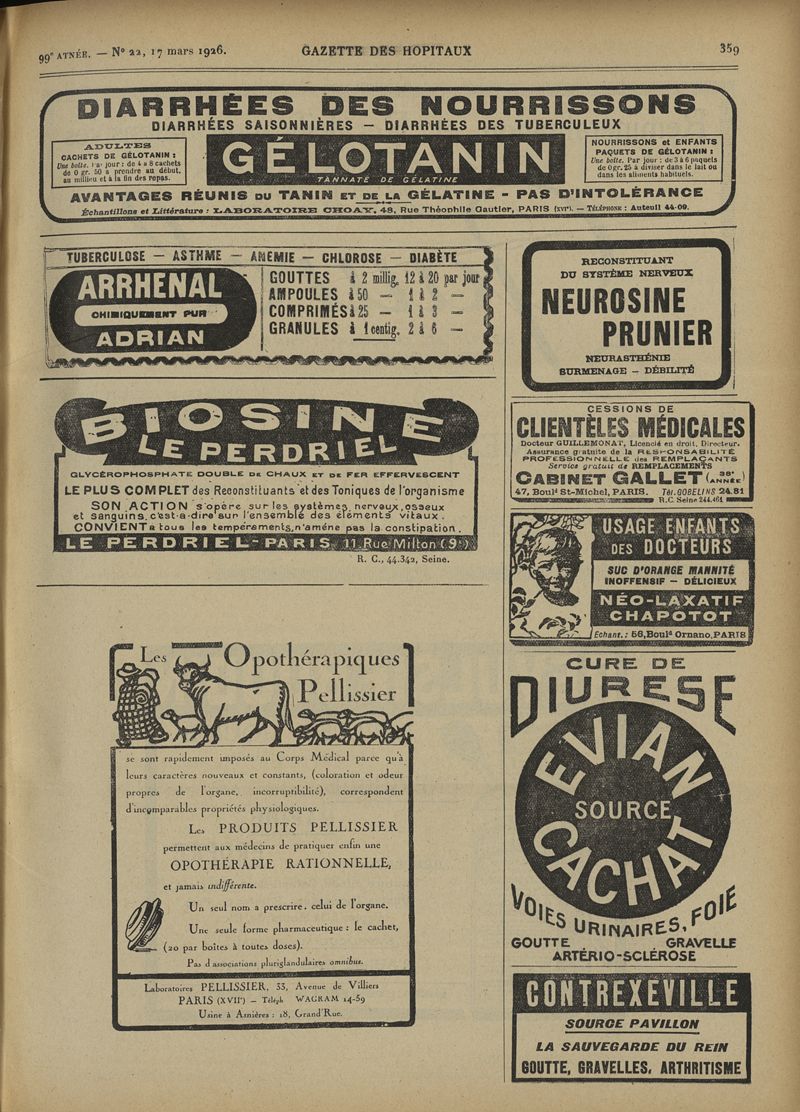 99e ATNÉE. — No 22, 17 mars 1926. GAZETTE DES HOPITAUX 359
DIARRHÉES DES NOURRISSONS
DIARRHÉES SAISONNIÈRES — DIARRHÉES DES TUBERCULEUX
ADULTES
CACHETS DE GÉLOTANIN :
Une boîte. Par jour : de 4 à 8 cachets
de 0 gr. 50 à prendre au début,
au milieu et à la fin des repas.
GÉLOTANIN
TANNATE DE GÉLATINE
NOURRISSONS et ENFANTS
PAQUETS DE GÉLOTANIN :
Une boîte. Par jour : de 3 à 6 paquets
de 0 gr. 25 à diviser dans le lait ou
dans les aliments habituels.
AVANTAGES RÉUNIS DU TANIN ET DE LA GÉLATINE - PAS D'INTOLÉRANCE
Échantillons et Littérature : LABORATOIRE CHOAY, 48, Rue Théophile Gautier, PARIS (XVIe). — TÉLÉPHONE : Auteuil 44-09.
TUBERCULOSE — ASTHME — ANEMIE — CHLOROSE — DIABÈTE
ARRHENAL
CHIMIQUEMENT PUR
ADRIAN
GOUTTES à 2 millig. 12 à 20 par jour
AMPOULES à 50 — 1 à 2 —
COMPRIMÉS à 25 — 1 à 3 —
GRANULES à 1 centig. 2 à 6 —
RECONSTITUANT
DU SYSTÈME NERVEUX
NEUROSINE
PRUNIER
NEURASTHÉNIE
SURMENAGE — DÉBILITÉ
BIOSINE
LE PERDRIEL
GLYCÉROPHOSPHATE DOUBLE DE CHAUX ET DE FER EFFERVESCENT
LE PLUS COMPLET des Reconstituants et des Toniques de l'organisme
SON ACTION s'opère sur les systèmes nerveux, osseux
et sanguins, c'est-à-dire sur l'ensemble des éléments vitaux.
CONVIENT à tous les tempéraments, n'amène pas la constipation.
LE PERDRIEL - PARIS. 11. Rue Milton (9e)
R. C., 44.342, Seine.
CESSIONS DE
CLIENTÈLES MÉDICALES
Docteur GUILLEMONAT, Licencié en droit, Directeur.
Assurance gratuite de la RESPONSABILITÉ
PROFESSIONNELLE des REMPLAÇANTS
Service gratuit de REMPLACEMENTS
CABINET GALLET (38e ANNÉE)
47, Bould St-Michel, PARIS. Tél. GOBELINS 24.81
R.C. Seine 244.461
USAGE ENFANTS
DES DOCTEURS
SUC D'ORANGE MANNITÉ
INOFFENSIF — DÉLICIEUX
NÉO-LAXATIF
CHAPOTOT
Echant. : 56, Bould Ornano, PARIS
Les Opothérapiques
Pellissier
se sont rapidement imposés au Corps Médical parce qu'à
leurs caractères nouveaux et constants, (coloration et odeur
propres de l'organe, incorruptibilité), correspondent
d'incomparables propriétés physiologiques.
Les PRODUITS PELLISSIER
permettent aux médecins de pratiquer enfin une
OPOTHÉRAPIE RATIONNELLE,
et jamais indifférente.
Un seul nom a prescrire. celui de l'organe.
Une seule forme pharmaceutique : le cachet,
(20 par boîtes à toutes doses).
Pas d'associations pluriglandulaires omnibus.
Laboratoires PELLISSIER, 33, Avenue de Villiers
PARIS (XVIIe) — Téléph WAGRAM 14-59
Usine à Asnières : 18, Grand'Rue.
CURE DE
DIURESE
EVIAN
SOURCE
CACHAT
VOIES URINAIRES, FOIE
GOUTTE GRAVELLE
ARTÉRIO-SCLÉROSE
CONTREXEVILLE
SOURCE PAVILLON
LA SAUVEGARDE DU REIN
GOUTTE, GRAVELLES, ARTHRITISME